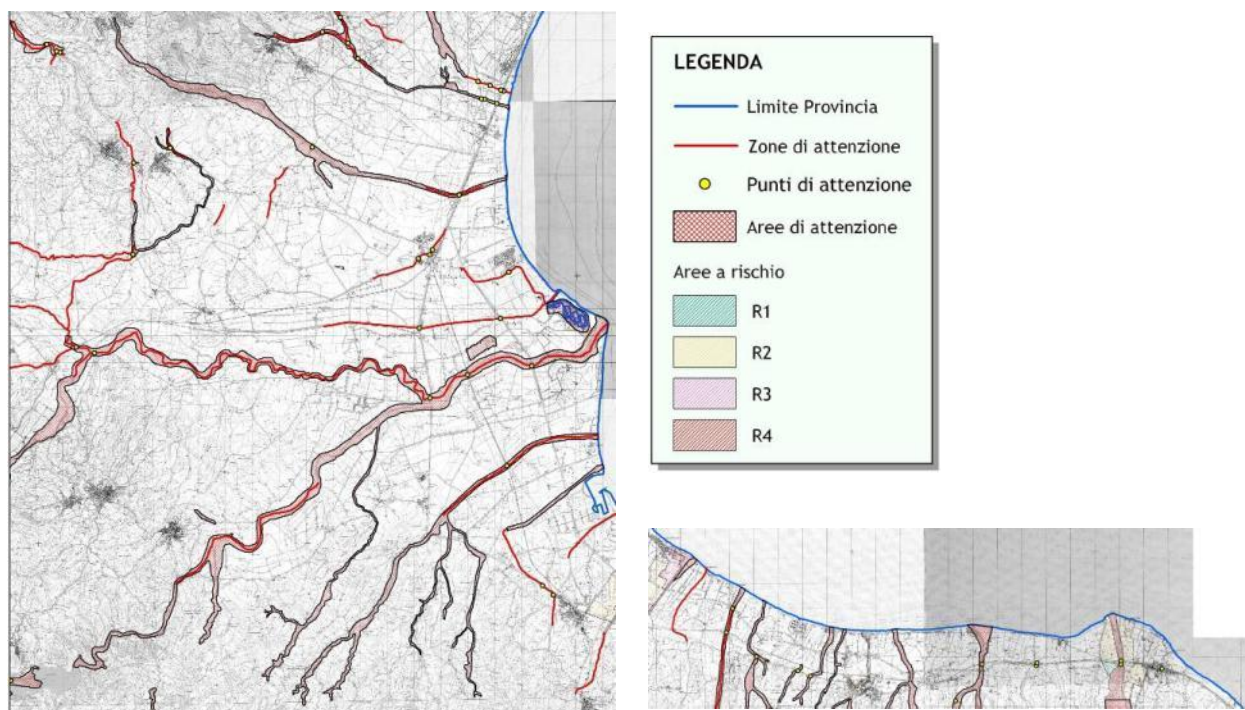 LEGENDA
Limite Provincia
Zone di attenzione
Punti di attenzione
Aree di attenzione
Aree a rischio
R1
R2
R3
R4